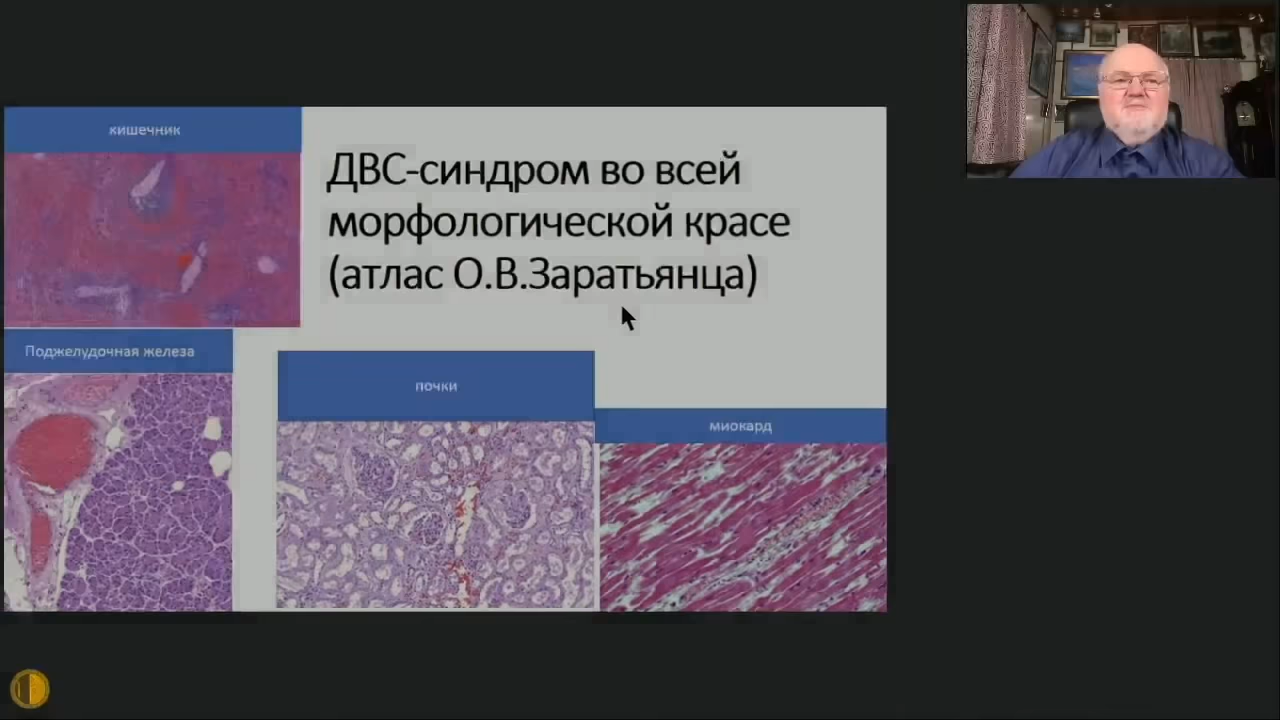 кишечник
ДВС-синдром во всей
морфологической красе
(атлас О.В.Заратьянца)
Поджелудочная железа
почки
миокард